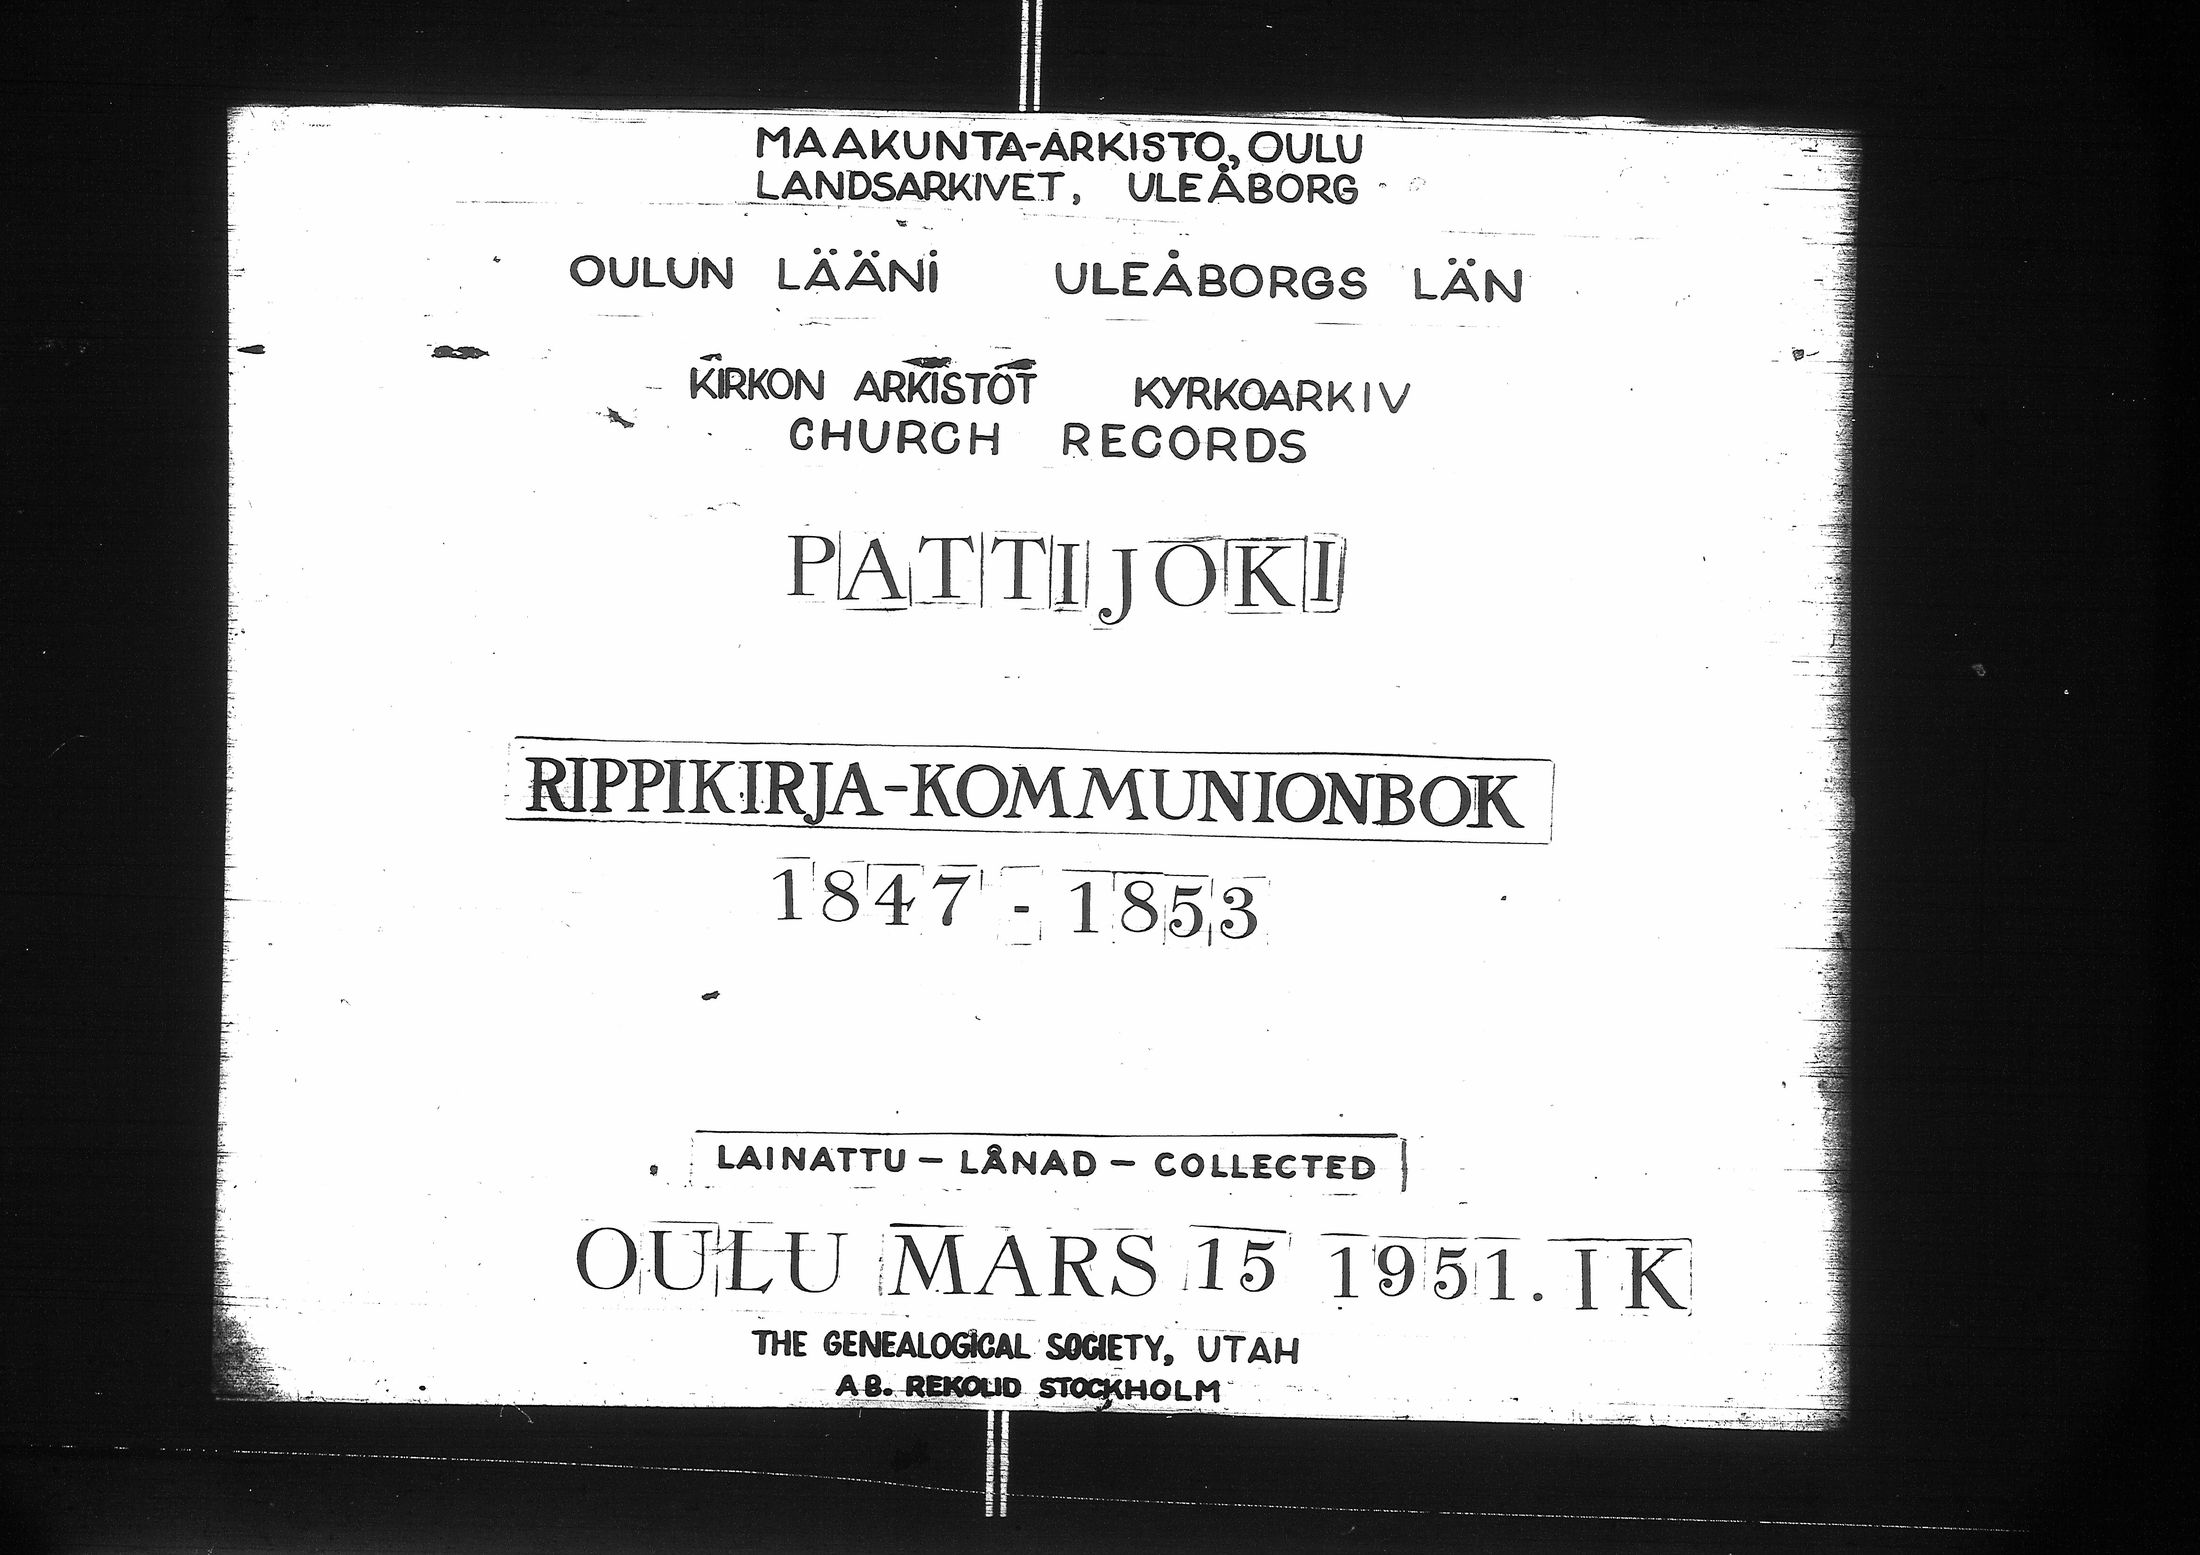 MAAKUNTA-ARKISTO, OULU
LANDSARKIVET, ULEÅBORG
OULUN LÄÄNI ULEÅBORGS LÄN
KIRKON ARKISTOT KYRKOARKIV
CHURCH RECORDS
PATTIJOKI
RIPPIKIRJA-KOMMUNIONBOK
1847 - 1853
LAINATTU – LÅNAD – COLLECTED
OULU MARS 15 1951. IK
THE GENEALOGICAL SOCIETY, UTAH
AB. REKOLID STOCKHOLM